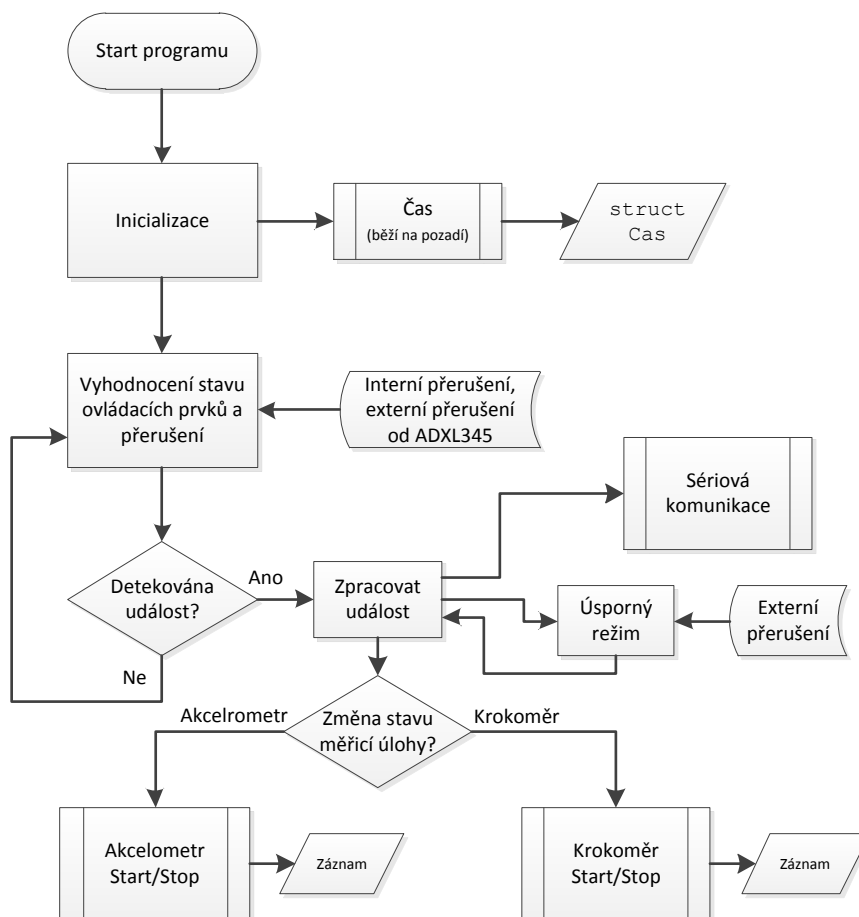 Start programu
Inicializace
Čas
(běží na pozadí)
struct
Cas
Vyhodnocení stavu
ovládacích prvků a
přerušení
Interní přerušení,
externí přerušení
od ADXL345
Sériová
komunikace
Detekována
událost?
Ano
Zpracovat
událost
Úsporný
režim
Externí
přerušení
Ne
Akcelrometr
Změna stavu
měřicí úlohy?
Krokoměr
Akcelometr
Start/Stop
Záznam
Krokoměr
Start/Stop
Záznam